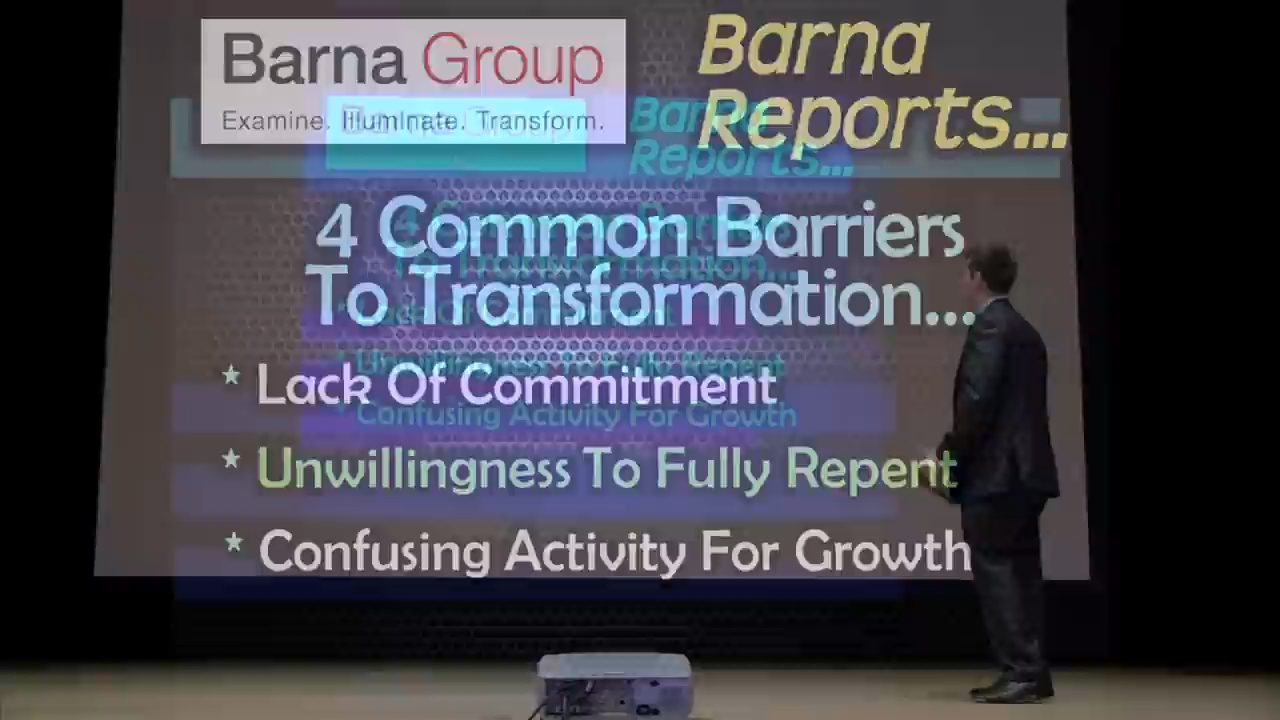 Barna Group
Examine. Illuminate. Transform.
Barna
Reports...
4 Common Barriers
To Transformation...
* Lack Of Commitment
* Unwillingness To Fully Repent
* Confusing Activity For Growth